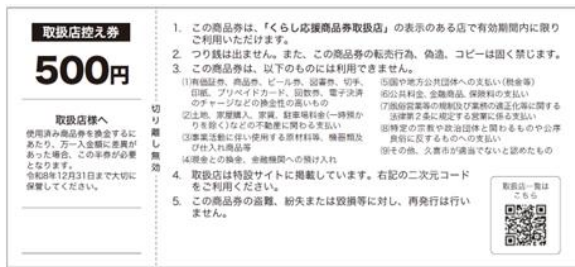 取扱店控え券
500円
取扱店様へ
使用済み商品券を換金するに
あたり、万一入金額に差異が
あった場合、この半券が必要
となります。
令和8年12月31日まで大切に
保管してください。
切り離し無効
1. この商品券は、「くらし応援商品券取扱店」の表示のある店で有効期間内に限り
ご利用いただけます。
2. つり銭は出ません。また、この商品券の転売行為、偽造、コピーは固く禁じます。
3. この商品券は、以下のものには利用できません。
(1)有価証券、商品券、ビール券、図書券、切手、
印紙、プリペイドカード、回数券、電子決済
のチャージなどの換金性の高いもの
(2)土地、家屋購入、家賃、駐車場料金(一時預か
りを除く)などの不動産に関わる支払い
(3)事業活動に伴い使用する原材料等、機器類及
び仕入れ商品等
(4)現金との換金、金融機関への預け入れ
(5)国や地方公共団体への支払い(税金等)
(6)公共料金、金融商品、保険料の支払い
(7)風俗営業等の規制及び業務の適正化等に関する
法律第2条に規定する営業に係る支払い
(8)特定の宗教や政治団体と関わるものや公序
良俗に反するものへの支払い
(9)その他、久喜市が適当でないと認めたもの
4. 取扱店は特設サイトに掲載しています。右記の二次元コード
をご利用ください。
5. この商品券の盗難、紛失または毀損等に対し、再発行は行い
ません。
取扱店一覧は
こちら